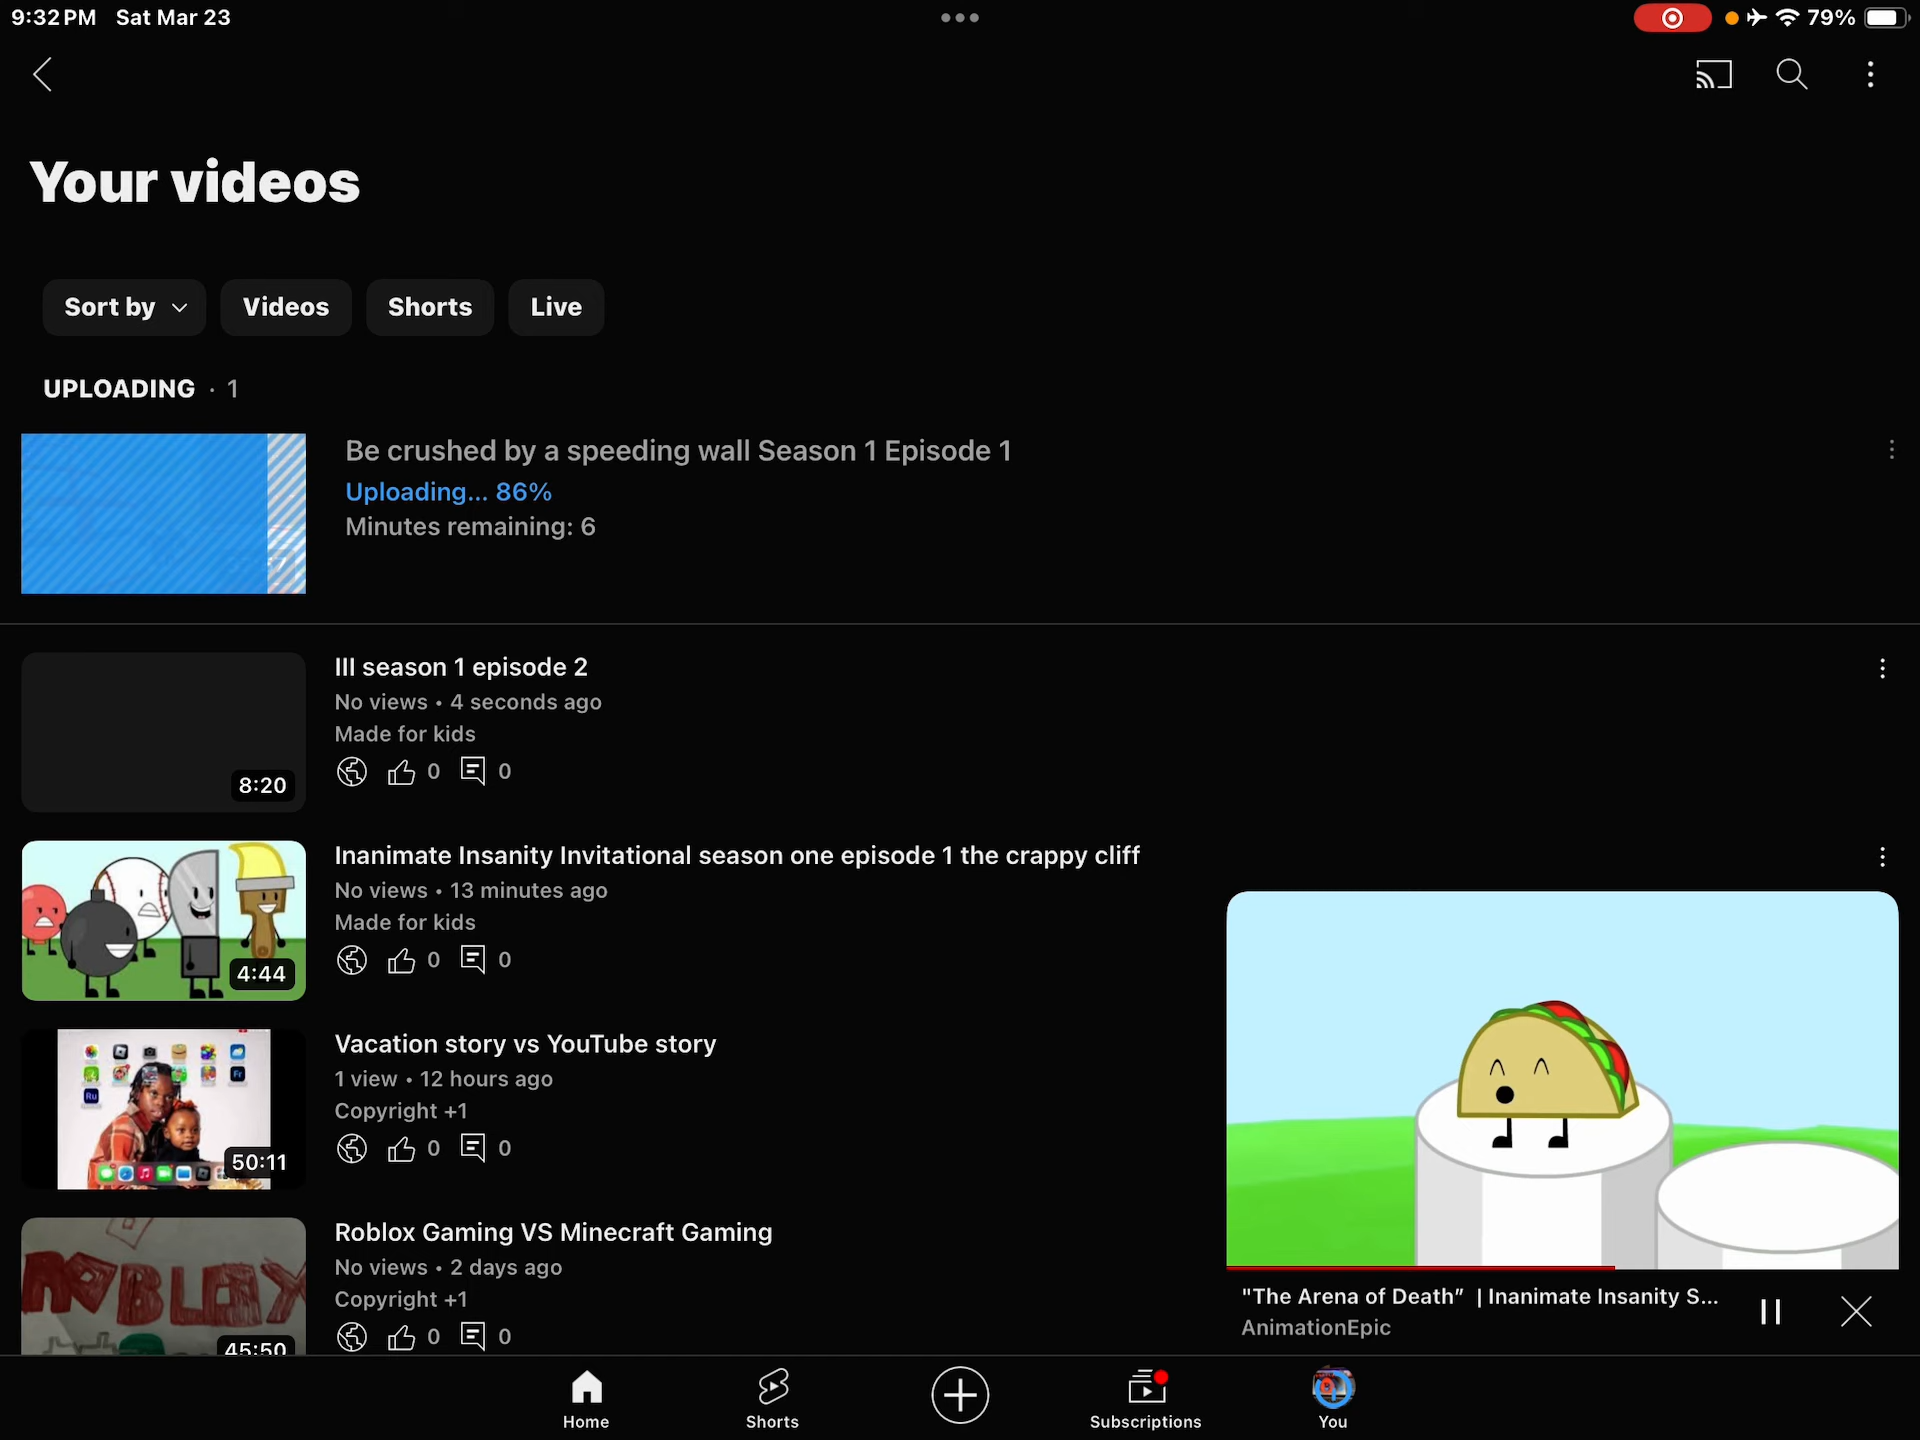 9:32 PM Sat Mar 23
79%
Your videos
Sort by
Videos
Shorts
Live
UPLOADING · 1
Be crushed by a speeding wall Season 1 Episode 1
Uploading... 86%
Minutes remaining: 6
III season 1 episode 2
No views • 4 seconds ago
Made for kids
0 0
8:20
Inanimate Insanity Invitational season one episode 1 the crappy cliff
No views • 13 minutes ago
Made for kids
0 0
4:44
Vacation story vs YouTube story
1 view • 12 hours ago
Copyright +1
0 0
Fr
Ru
50:11
Roblox Gaming VS Minecraft Gaming
No views • 2 days ago
Copyright +1
0 0
ROBLOX
45:50
"The Arena of Death” | Inanimate Insanity S...
AnimationEpic
Home
Shorts
Subscriptions
You